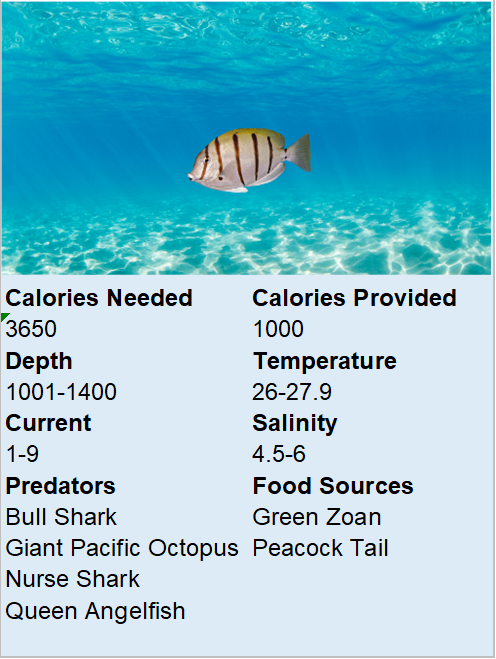 Calories Needed Calories Provided
3650 1000
Depth Temperature
1001-1400 26-27.9
Current Salinity
1-9 4.5-6
Predators Food Sources
Bull Shark Green Zoan
Giant Pacific Octopus Peacock Tail
Nurse Shark
Queen Angelfish